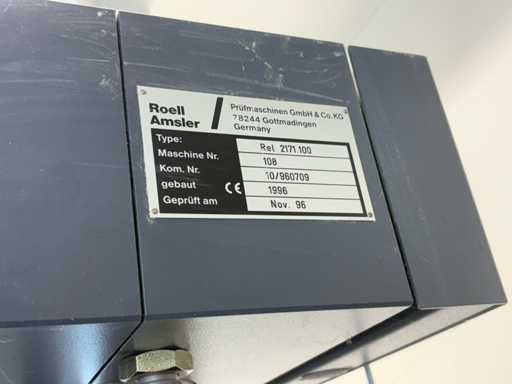 Roell
Amsler
Prüfmaschinen GmbH & Co.KG
78244 Gottmadingen
Germany
Type: Rel 2171.100
Maschine Nr. 108
Kom. Nr. 10/960709
gebaut CE 1996
Geprüft am Nov. 96